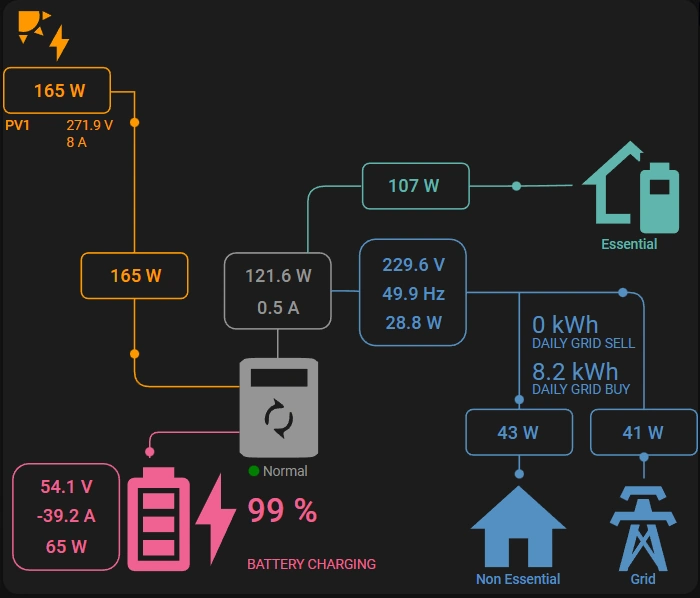 165 W
PV1 271.9 V
8 A
107 W
Essential
165 W
121.6 W
0.5 A
229.6 V
49.9 Hz
28.8 W
0 kWh
DAILY GRID SELL
8.2 kWh
DAILY GRID BUY
43 W
41 W
Normal
54.1 V
-39.2 A
65 W
99 %
BATTERY CHARGING
Non Essential
Grid